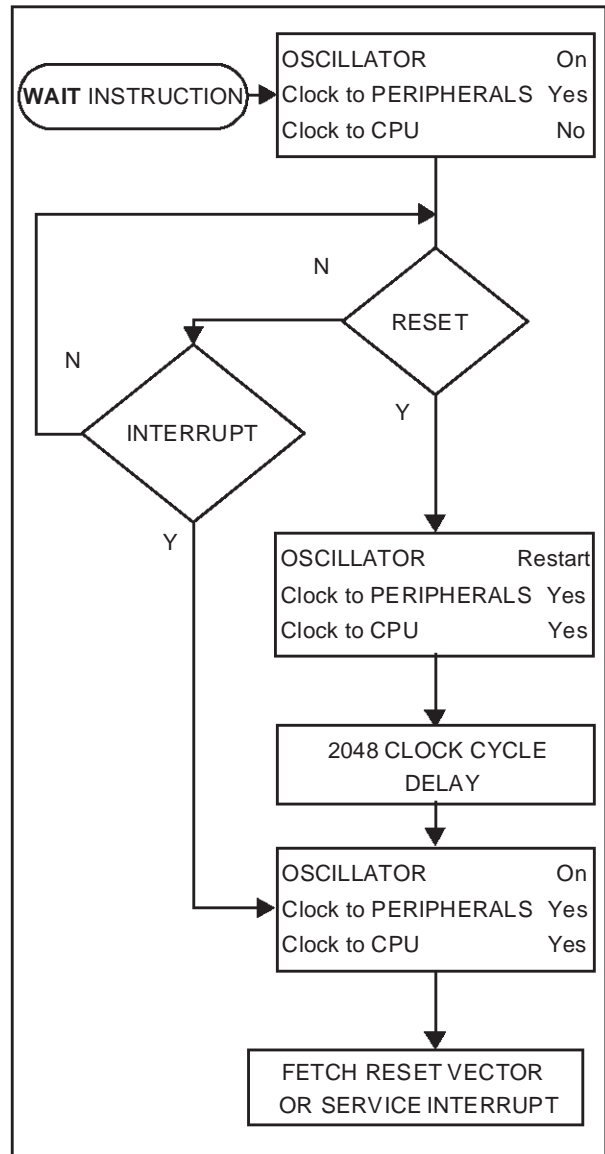 WAIT INSTRUCTION
OSCILLATOR On
Clock to PERIPHERALS Yes
Clock to CPU No
N
RESET
N
INTERRUPT
Y
Y
OSCILLATOR Restart
Clock to PERIPHERALS Yes
Clock to CPU Yes
2048 CLOCK CYCLE
DELAY
OSCILLATOR On
Clock to PERIPHERALS Yes
Clock to CPU Yes
FETCH RESET VECTOR
OR SERVICE INTERRUPT